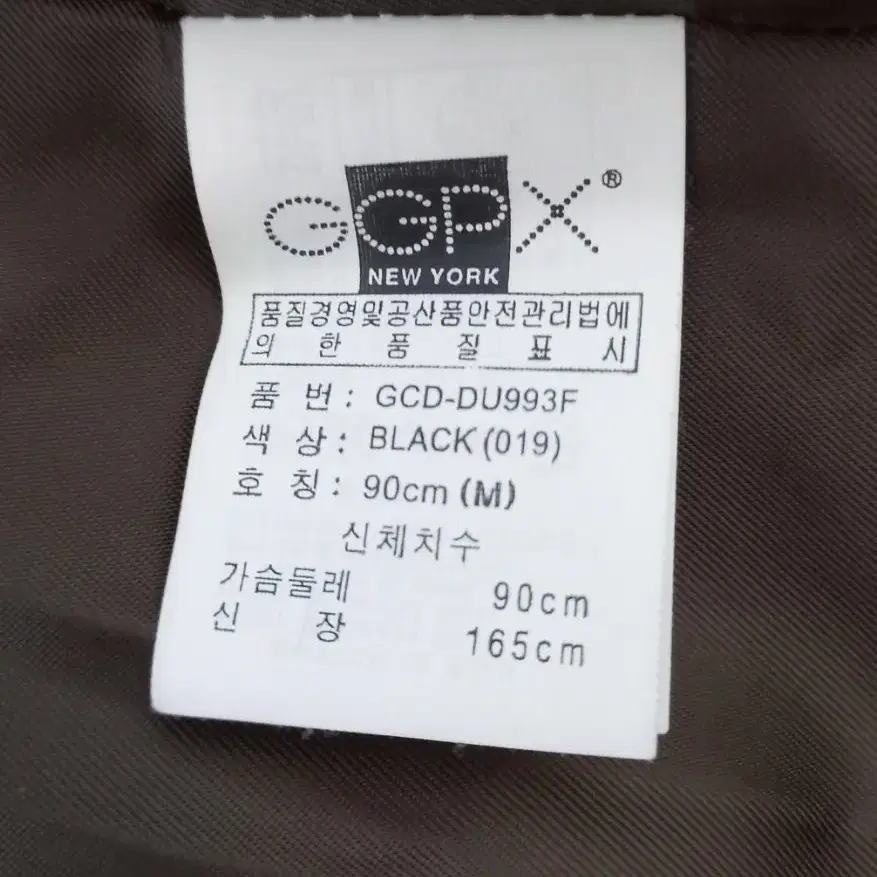 GGPX®
NEW YORK
품질경영및공산품안전관리법에
의 한 품 질 표 시
품 번 : GCD-DU993F
색 상 : BLACK (019)
호 칭 : 90cm (M)
신체치수
가슴둘레 90cm
신 장 165cm